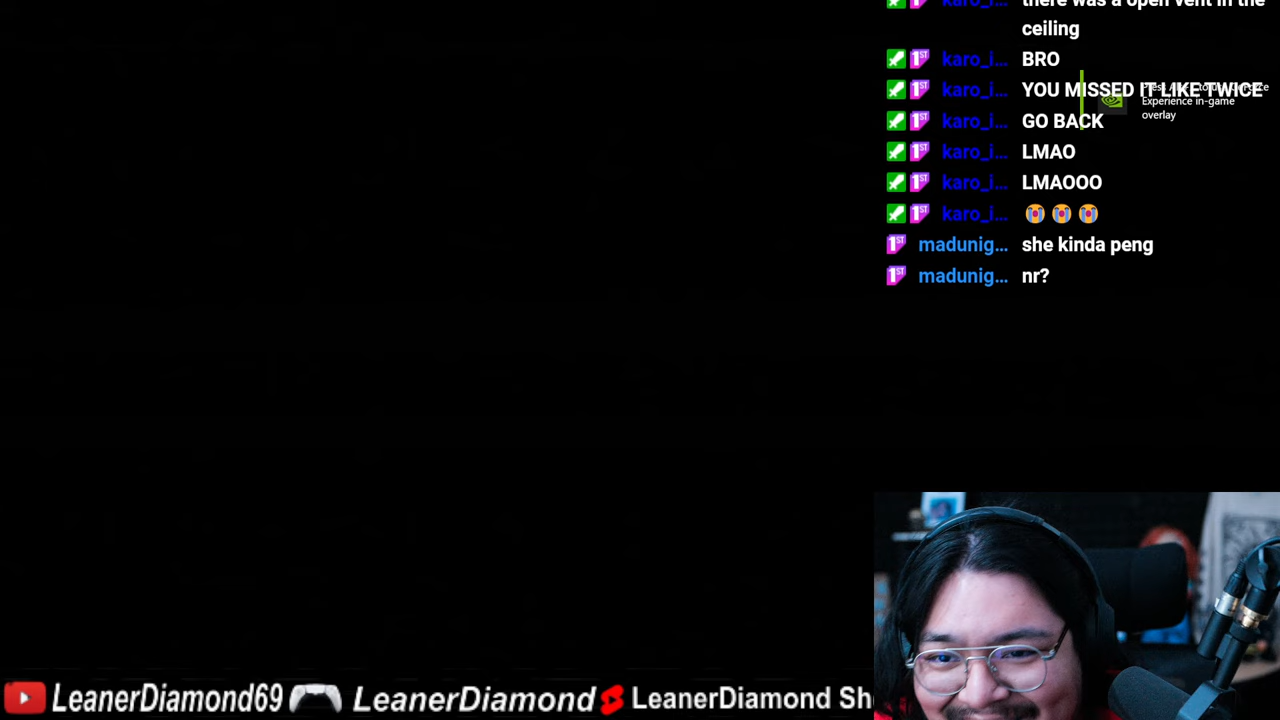 there was a open vent in the
ceiling
karo_i... BRO
karo_i... YOU MISSED IT LIKE TWICE
karo_i... GO BACK
karo_i... LMAO
karo_i... LMAOOO
karo_i... 😭😭😭
madunig... she kinda peng
madunig... nr?
Experience in-game
overlay
LeanerDiamond69 LeanerDiamond LeanerDiamond Sh